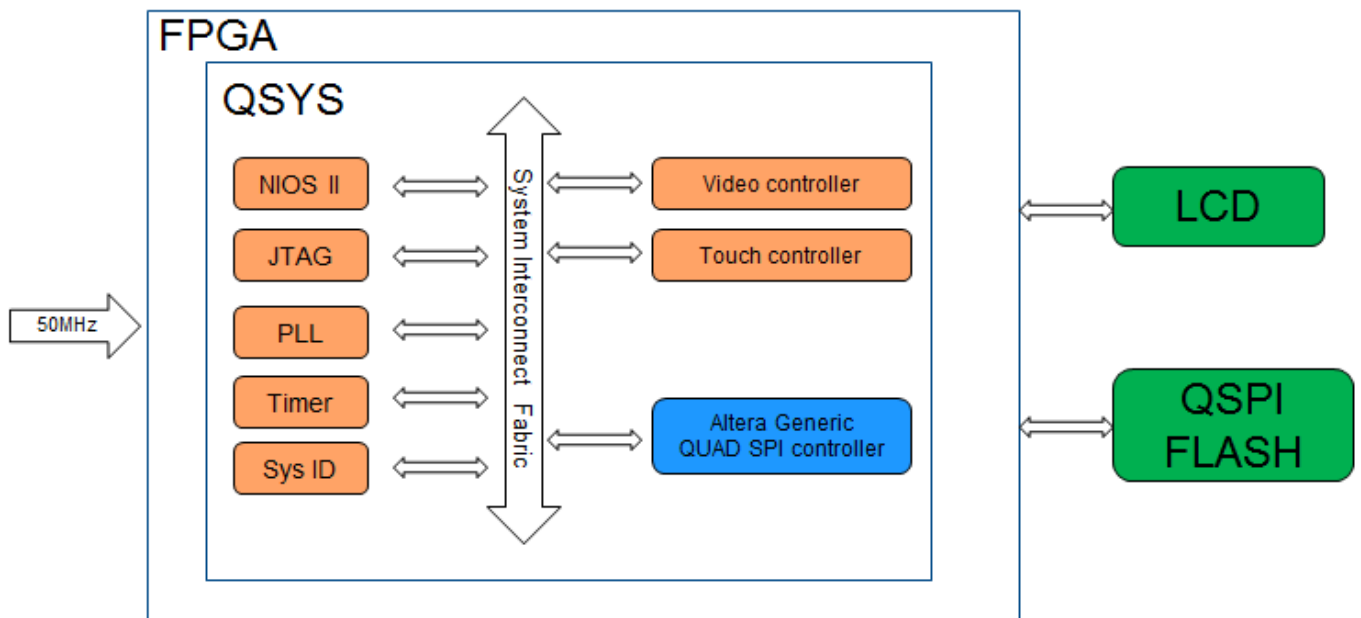 FPGA
QSYS
NIOS II
JTAG
50MHz
PLL
Timer
Sys ID
System Interconnect Fabric
Video controller
Touch controller
Altera Generic
QUAD SPI controller
LCD
QSPI
FLASH